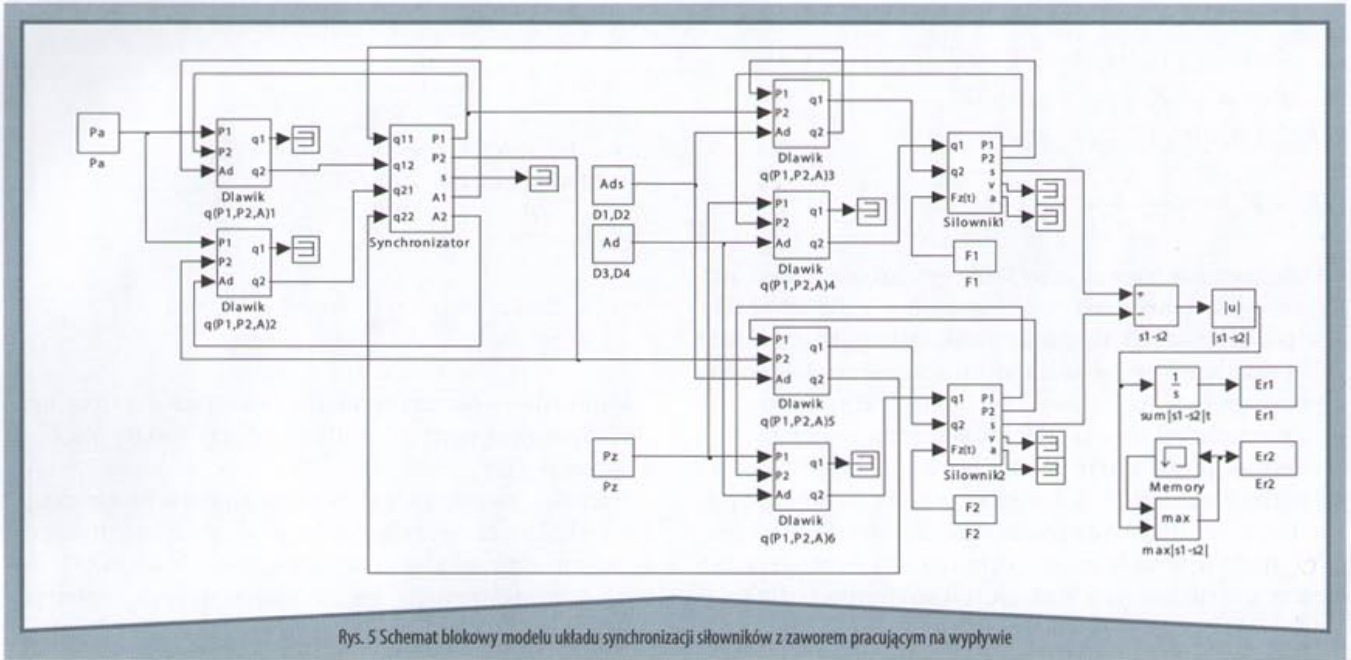 Pa
Pa
P1 q1
P2
Ad q2
Dlawik
q(P1,P2,A)1
P1 q1
P2
Ad q2
Dlawik
q(P1,P2,A)2
q11 P1
q12 P2
s
q21 A1
q22 A2
Synchronizator
Ads
D1,D2
Ad
D3,D4
Pz
Pz
P1 q1
P2
Ad q2
Dlawik
q(P1,P2,A)3
P1 q1
P2
Ad q2
Dlawik
q(P1,P2,A)4
P1 q1
P2
Ad q2
Dlawik
q(P1,P2,A)5
P1 q1
P2
Ad q2
Dlawik
q(P1,P2,A)6
q1 P1
P2
q2 s
v
Fz(t) a
Silownik1
F1
F1
q1 P1
P2
q2 s
v
Fz(t) a
Silownik2
F2
F2
+
-
s1-s2
|u|
|s1-s2|
1
s
sum|s1-s2|t
Er1
Er1
Memory
Er2
Er2
max
max|s1-s2|
Rys. 5 Schemat blokowy modelu układu synchronizacji siłowników z zaworem pracującym na wypływie